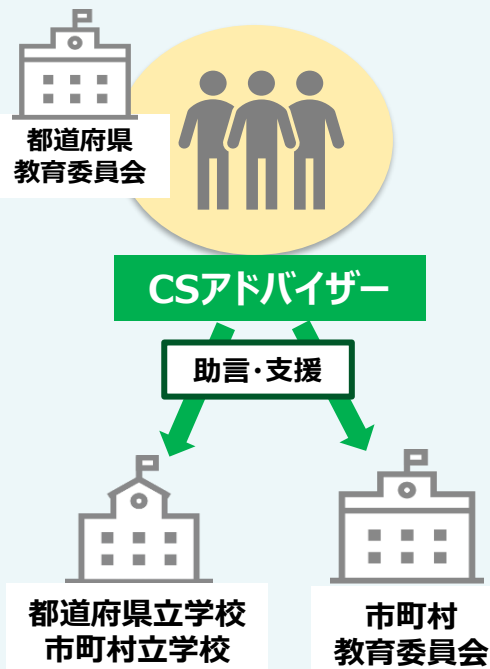 都道府県
教育委員会
CSアドバイザー
助言・支援
都道府県立学校
市町村立学校
市町村
教育委員会